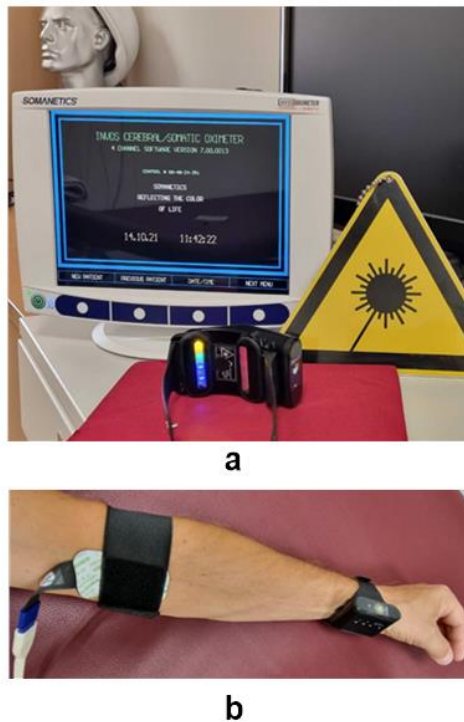 SOMANETICS
INVOS CEREBRAL/SOMATIC OXIMETER
4 CHANNEL SOFTWARE VERSION
SOMANETICS
REFLECTING THE COLOR
OF LIFE
14.10.21 11:42:22
NEW PATIENT PREVIOUS PATIENT DATE/TIME NEXT MENU
a
b